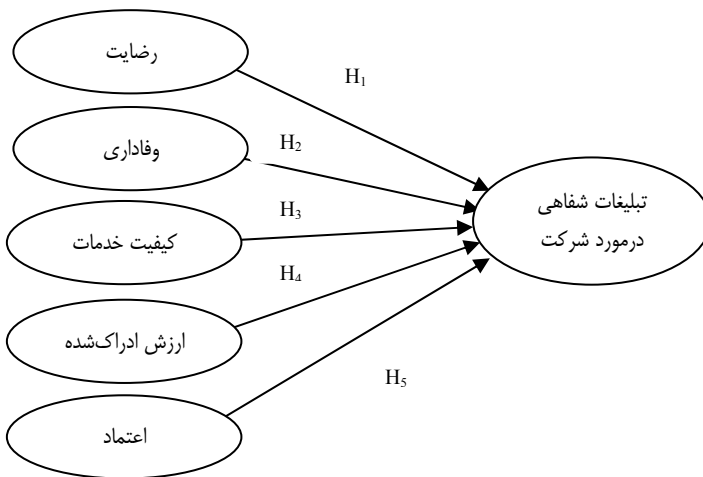 رضایت
H₁
وفاداری
H₂
کیفیت خدمات
H₃
ارزش ادراک‌شده
H₄
اعتماد
H₅
تبلیغات شفاهی
درمورد شرکت